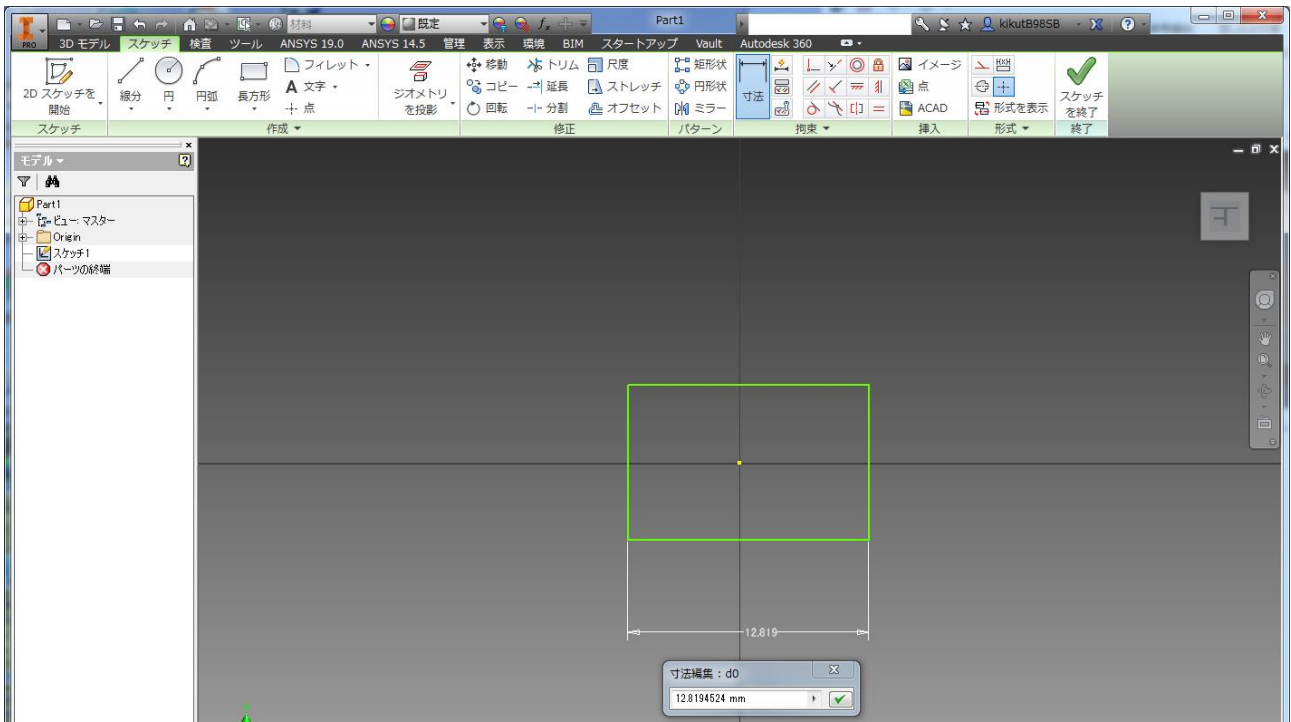 PRO
材料
既定
Part1
kikutB98SB
3D モデル スケッチ 検査 ツール ANSYS 19.0 ANSYS 14.5 管理 表示 環境 BIM スタートアップ Vault Autodesk 360
2D スケッチを
開始
線分
円
円弧
長方形
フィレット
文字
点
ジオメトリ
を投影
移動
トリム
尺度
コピー
延長
ストレッチ
回転
分割
オフセット
矩形状
円形状
ミラー
寸法
イメージ
点
ACAD
形式を表示
スケッチ
を終了
スケッチ 作成 修正 パターン 拘束 挿入 形式 終了
モデル
Part1
ビュー: マスター
Origin
スケッチ1
パーツの終端
12.819
寸法編集 : d0
12.8194524 mm